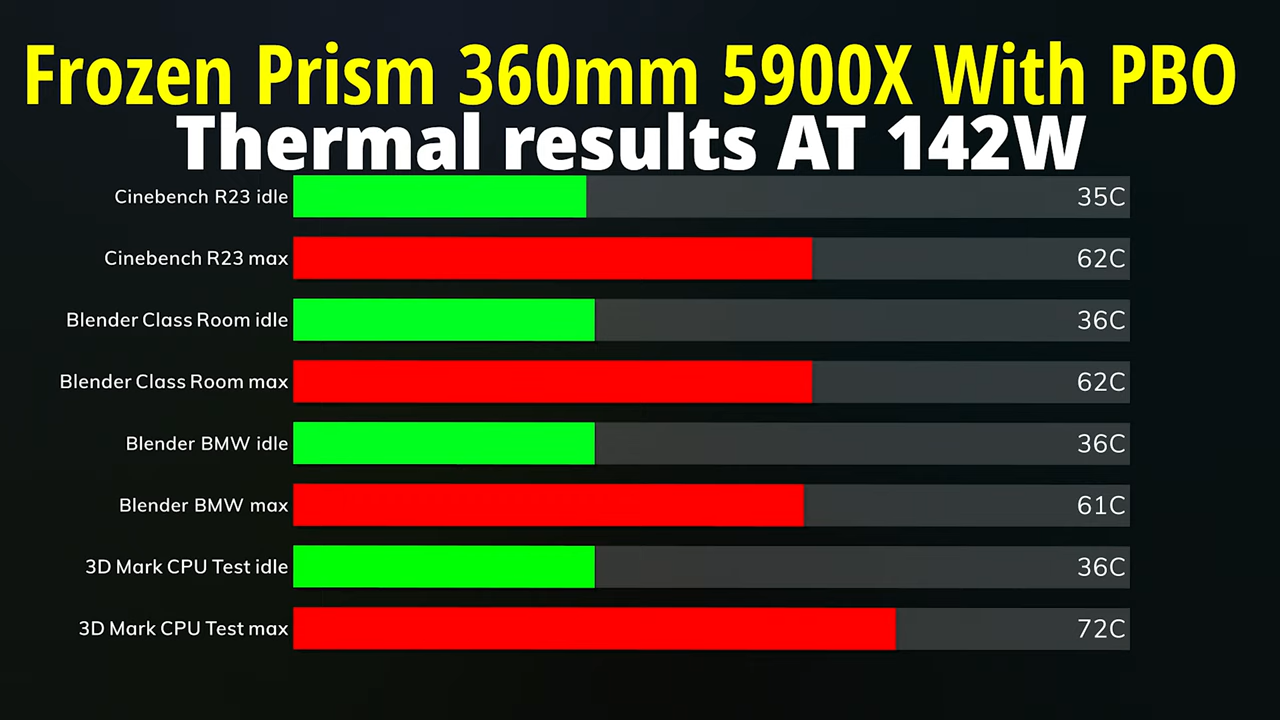 Frozen Prism 360mm 5900X With PBO
Thermal results AT 142W
Cinebench R23 idle 35C
Cinebench R23 max 62C
Blender Class Room idle 36C
Blender Class Room max 62C
Blender BMW idle 36C
Blender BMW max 61C
3D Mark CPU Test idle 36C
3D Mark CPU Test max 72C